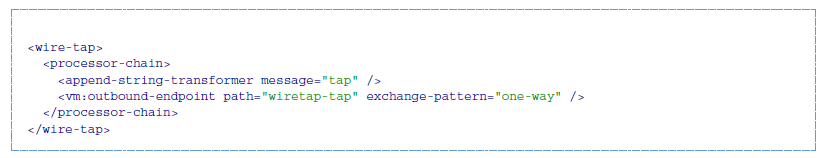 <wire-tap>
  <processor-chain>
    <append-string-transformer message="tap" />
    <vm:outbound-endpoint path="wiretap-tap" exchange-pattern="one-way" />
  </processor-chain>
</wire-tap>